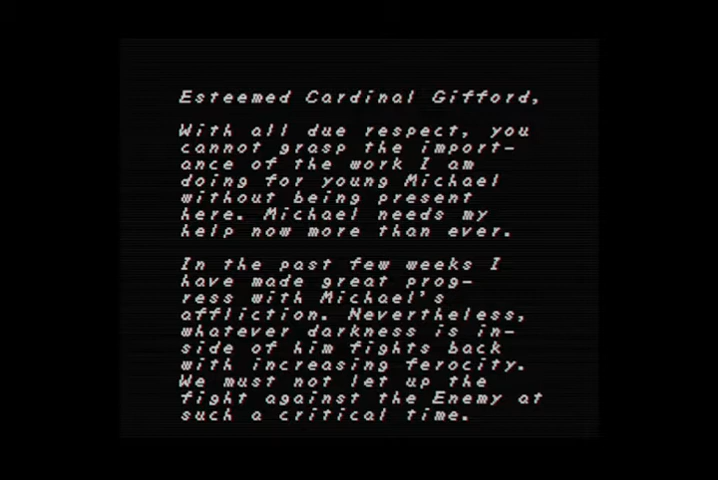 Esteemed Cardinal Gifford,
With all due respect, you
cannot grasp the import-
ance of the work I am
doing for young Michael
without being present
here. Michael needs my
help now more than ever.
In the past few weeks I
have made great prog-
ress with Michael's
affliction. Nevertheless,
whatever darkness is in-
side of him fights back
with increasing ferocity.
We must not let up the
fight against the Enemy at
such a critical time.